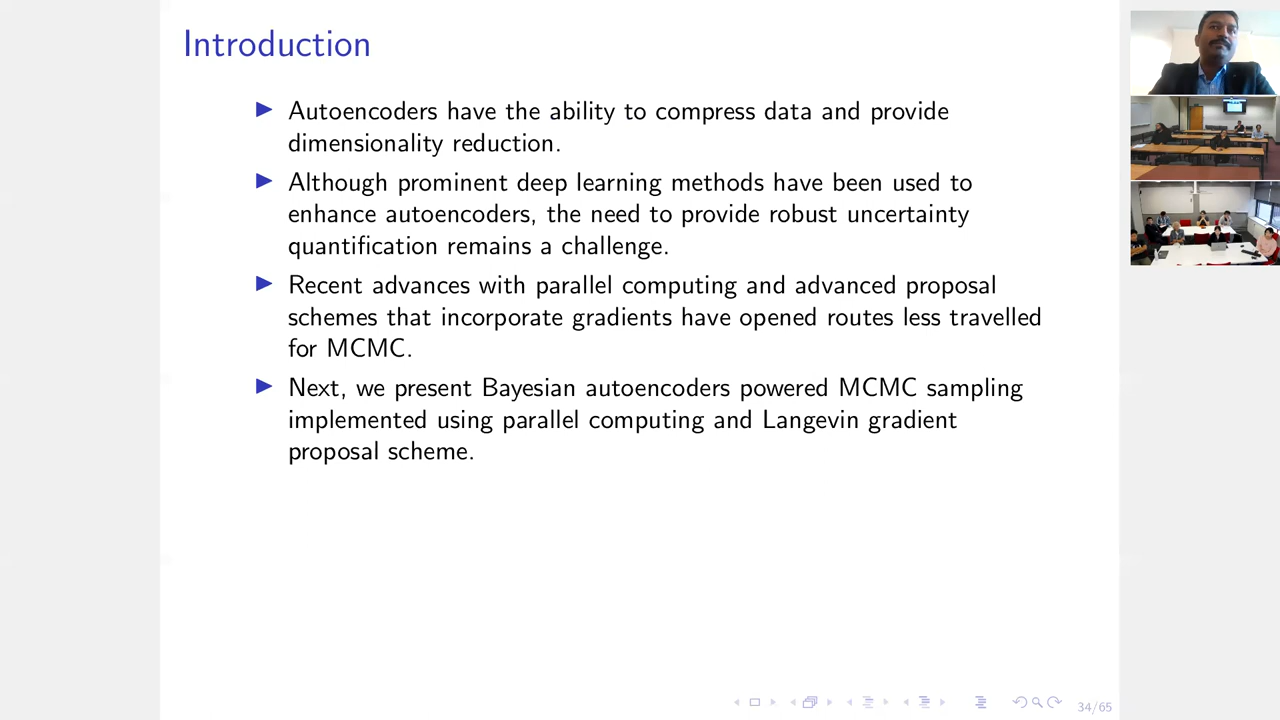 Introduction
Autoencoders have the ability to compress data and provide
dimensionality reduction.
Although prominent deep learning methods have been used to
enhance autoencoders, the need to provide robust uncertainty
quantification remains a challenge.
Recent advances with parallel computing and advanced proposal
schemes that incorporate gradients have opened routes less travelled
for MCMC.
Next, we present Bayesian autoencoders powered MCMC sampling
implemented using parallel computing and Langevin gradient
proposal scheme.
34/65